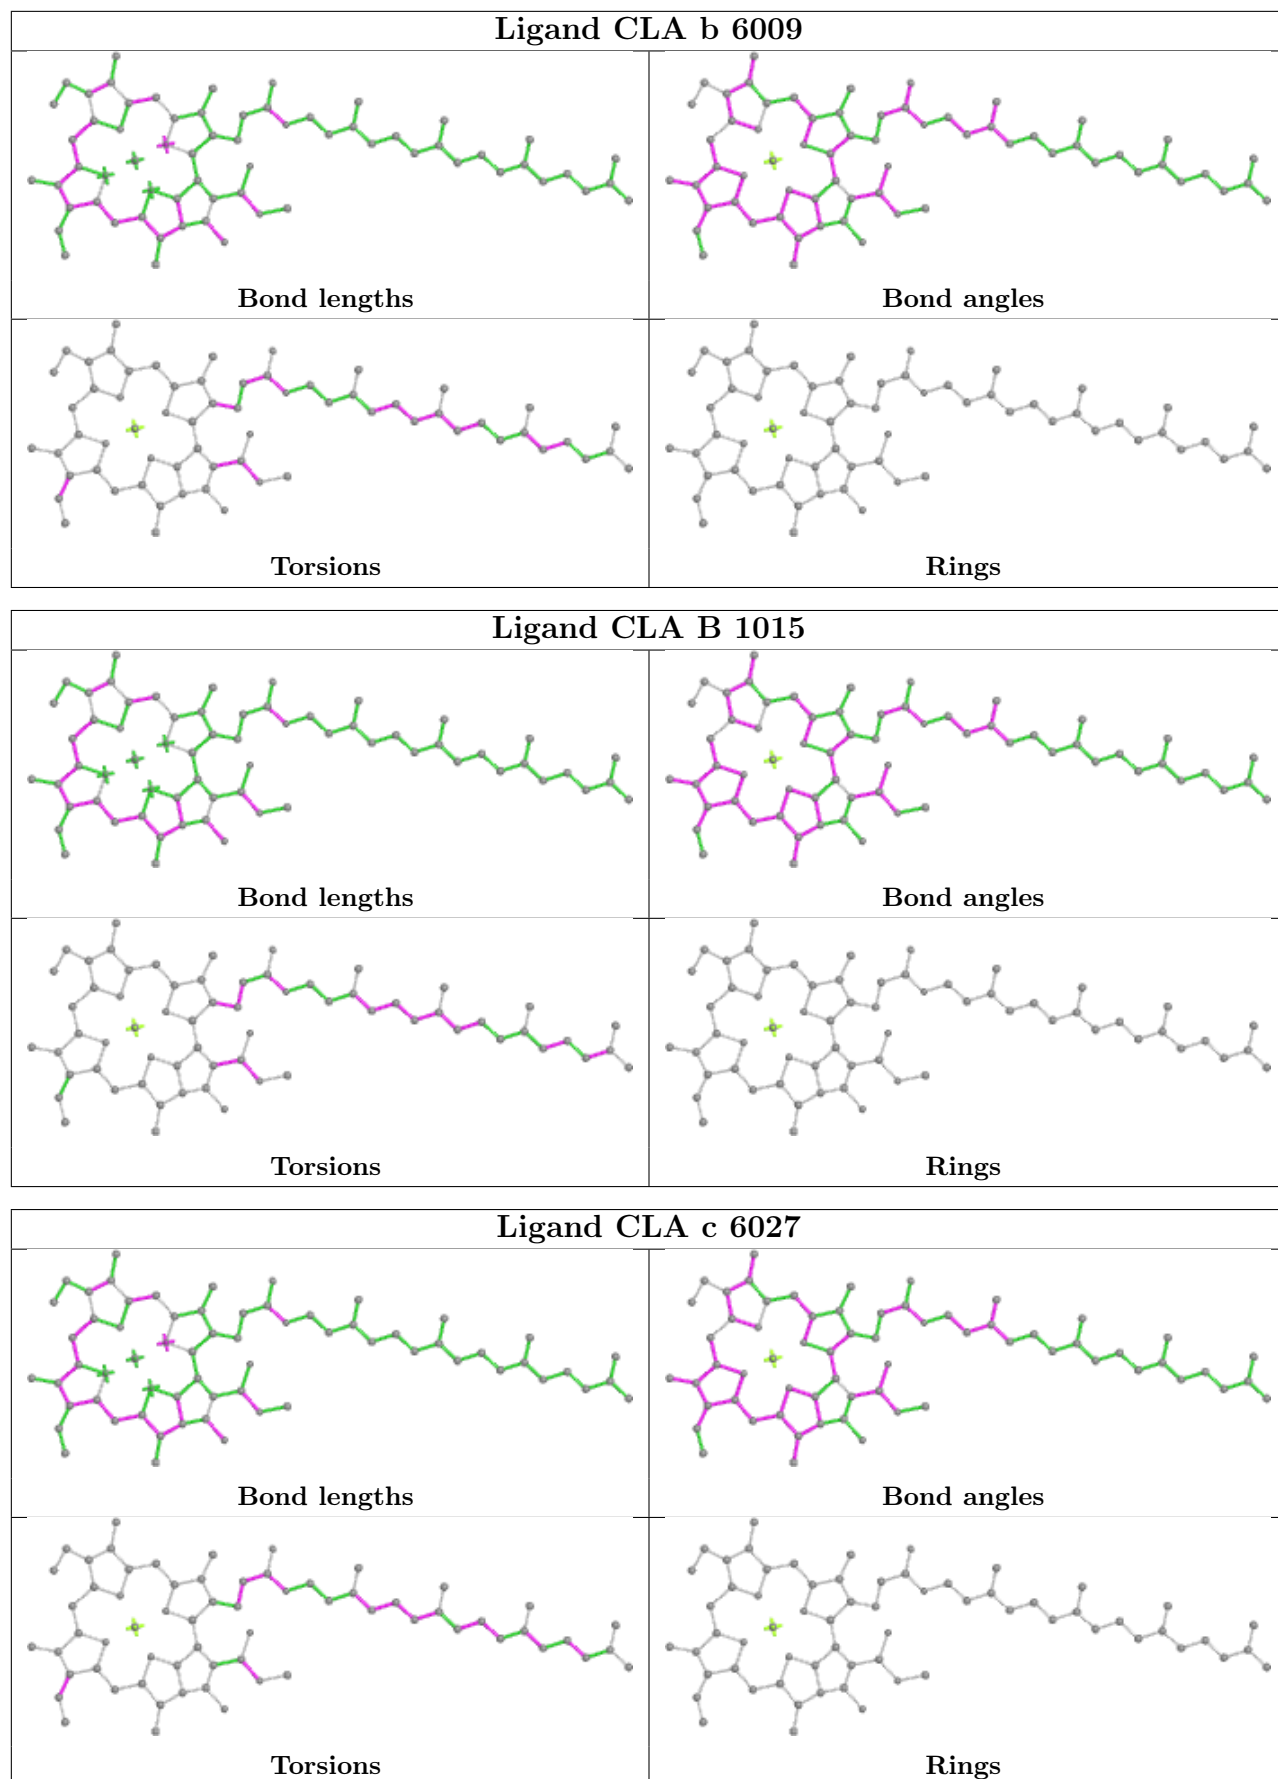 Ligand CLA b 6009
Bond lengths
Bond angles
Torsions
Rings
Ligand CLA B 1015
Bond lengths
Bond angles
Torsions
Rings
Ligand CLA c 6027
Bond lengths
Bond angles
Torsions
Rings